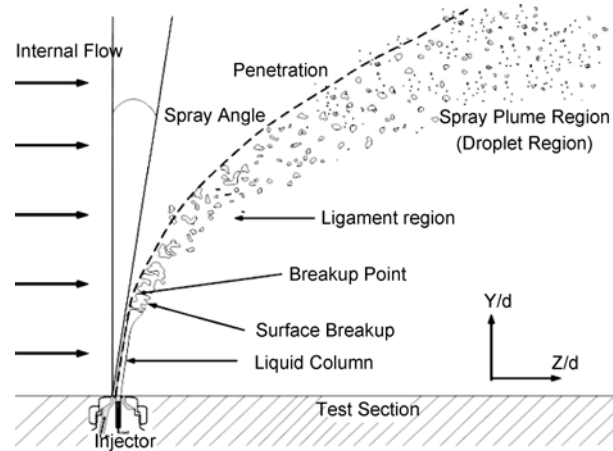 Internal Flow
Penetration
Spray Angle
Spray Plume Region
(Droplet Region)
Ligament region
Breakup Point
Surface Breakup
Liquid Column
Y/d
Z/d
Test Section
Injector